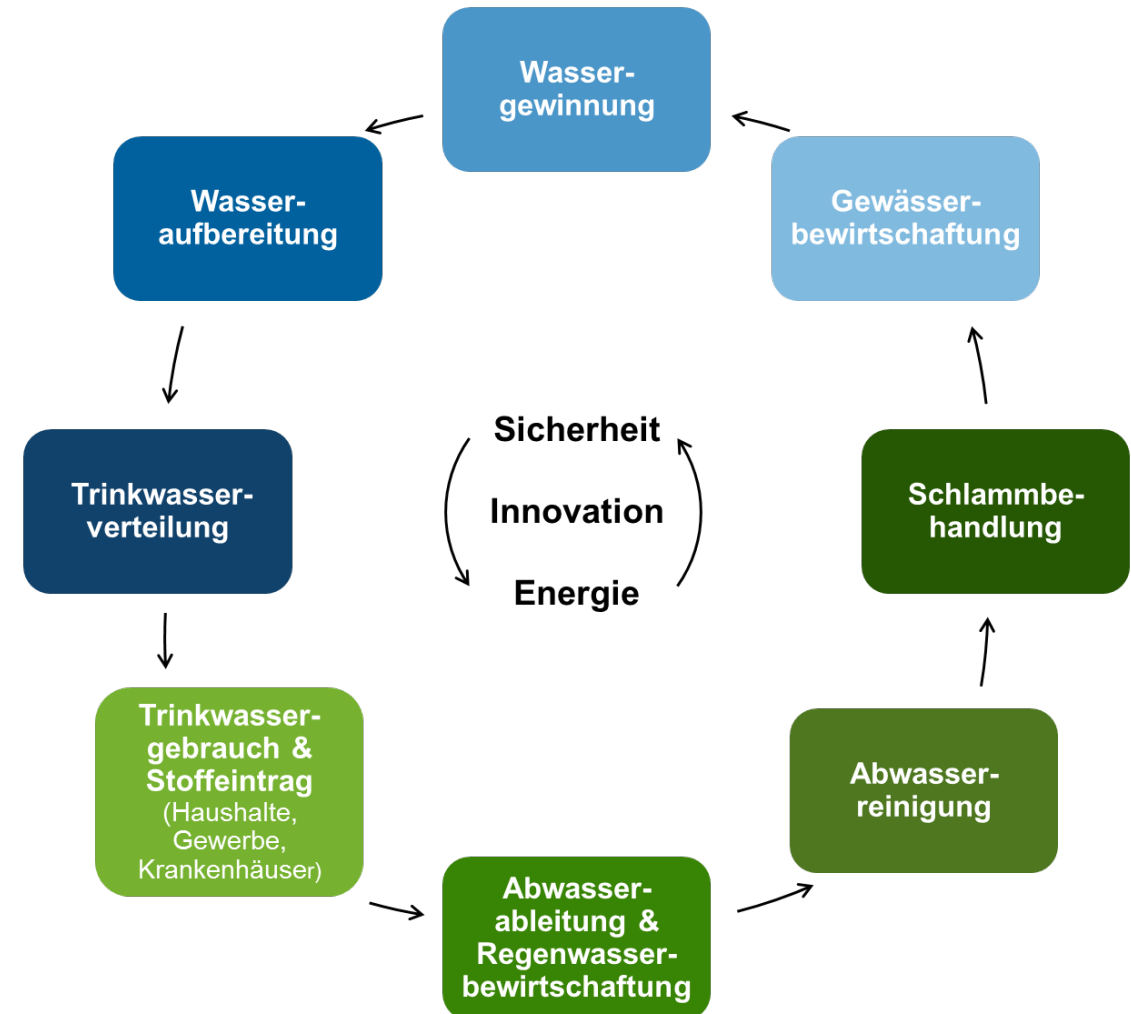 Wasser-
gewinnung
Wasser-
aufbereitung
Gewässer-
bewirtschaftung
Trinkwasser-
verteilung
Sicherheit
Innovation
Energie
Schlammbe-
handlung
Trinkwasser-
gebrauch &
Stoffeintrag
(Haushalte,
Gewerbe,
Krankenhäuser)
Abwasser-
reinigung
Abwasser-
ableitung &
Regenwasser-
bewirtschaftung